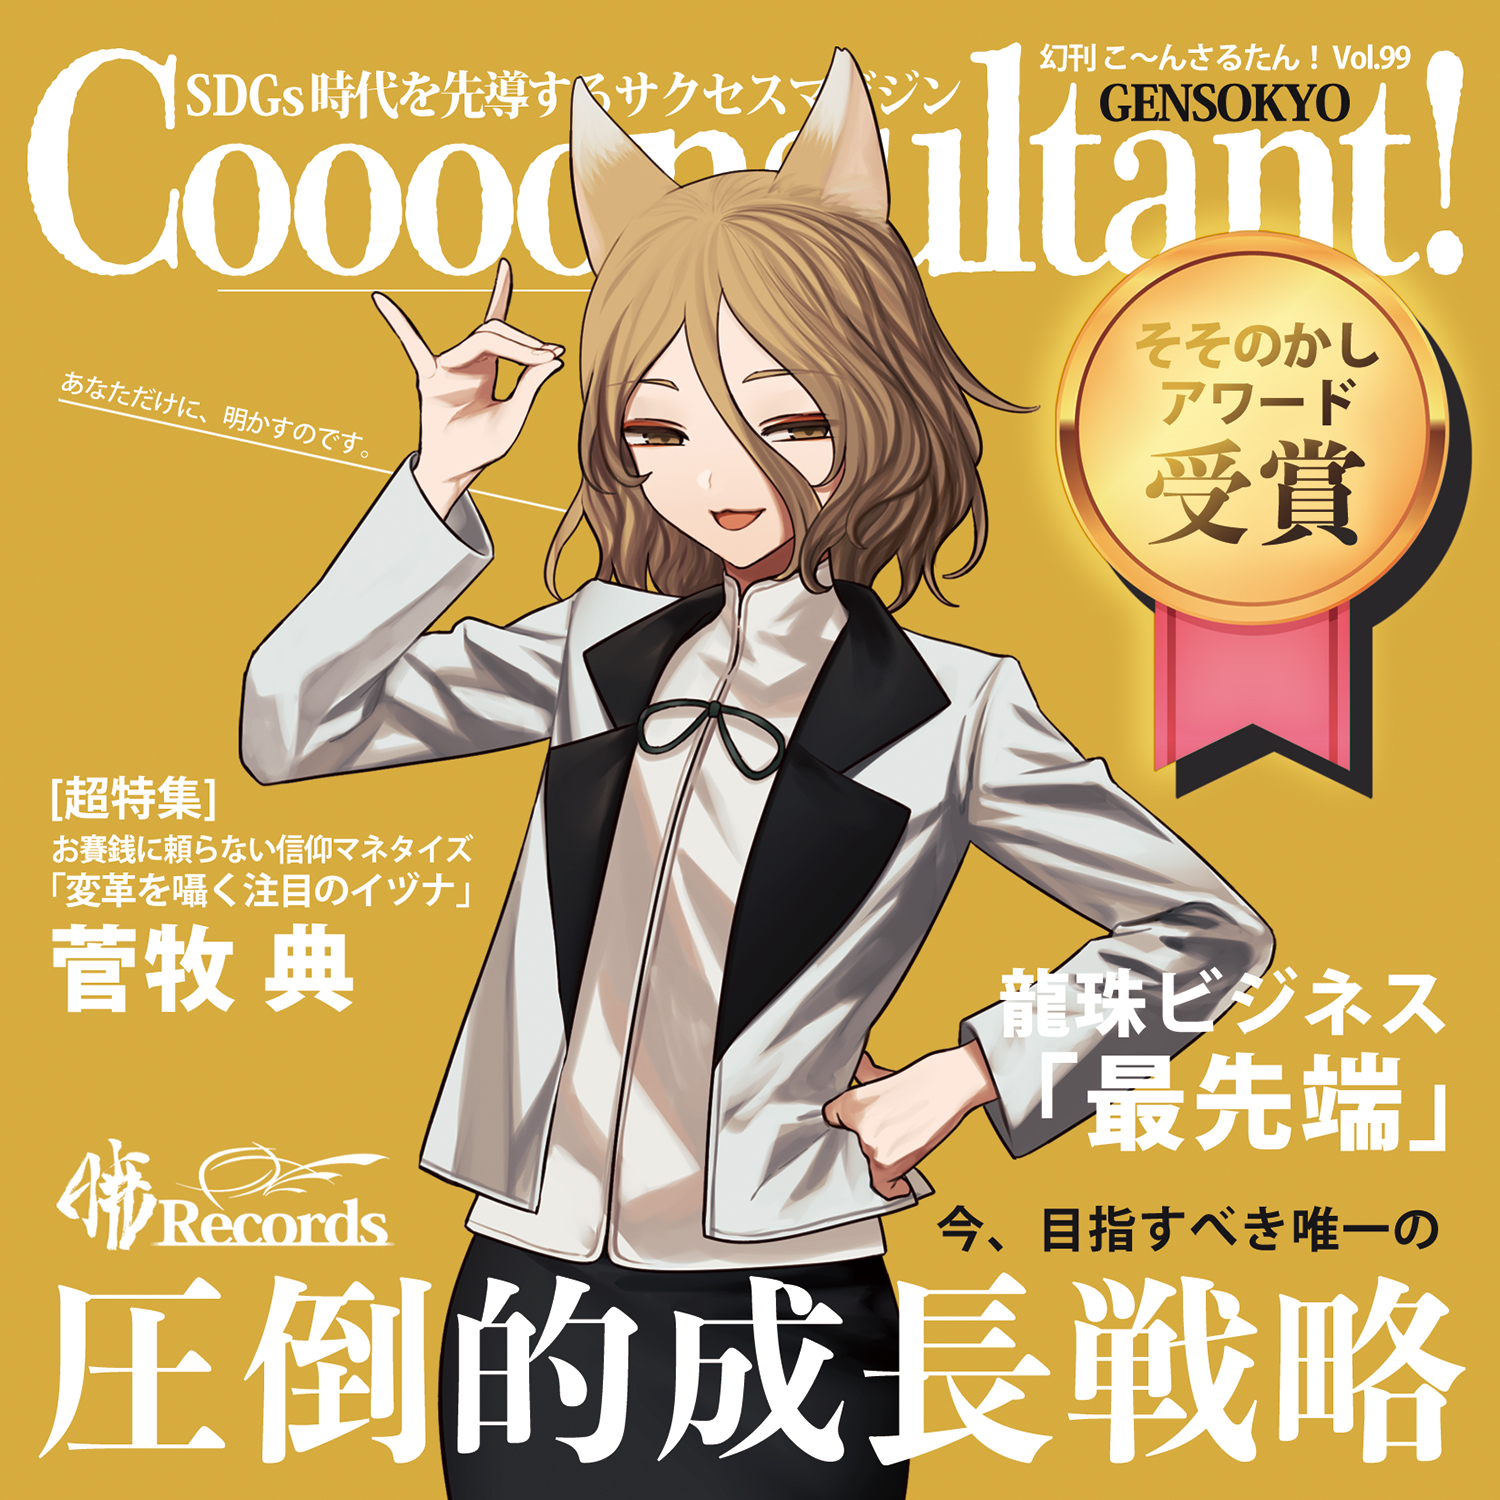 幻刊 こ～んさるたん！ Vol.99
SDGs 時代を先導するサクセスマガジン
GENSOKYO
Coooonsultant!
あなただけに、明かすのです。
そそのかし
アワード
受賞
[超特集]
お賽銭に頼らない信仰マネタイズ
「変革を囁く注目のイヅナ」
菅牧 典
龍珠ビジネス
「最先端」
Records
今、目指すべき唯一の
圧倒的成長戦略